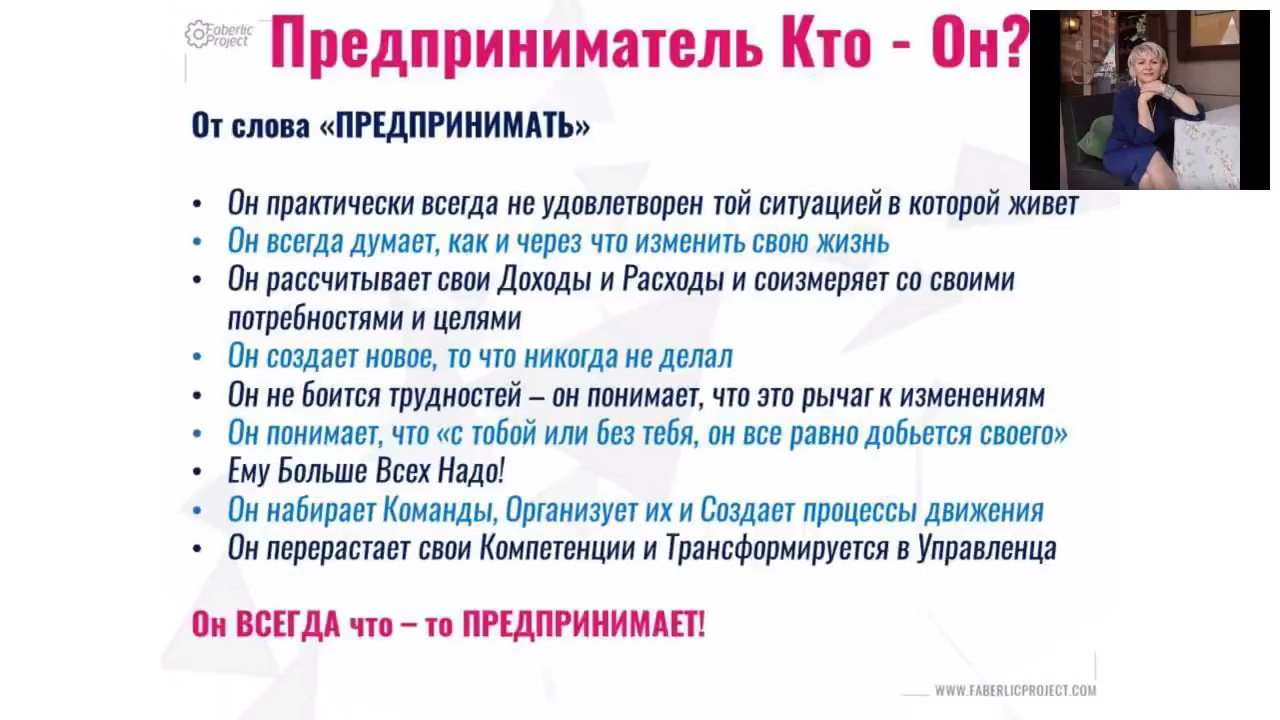 Faberlic
Project
Предприниматель Кто - Он?
От слова «ПРЕДПРИНИМАТЬ»
• Он практически всегда не удовлетворен той ситуацией в которой живет
• Он всегда думает, как и через что изменить свою жизнь
• Он рассчитывает свои Доходы и Расходы и соизмеряет со своими
потребностями и целями
• Он создает новое, то что никогда не делал
• Он не боится трудностей – он понимает, что это рычаг к изменениям
• Он понимает, что «с тобой или без тебя, он все равно добьется своего»
• Ему Больше Всех Надо!
• Он набирает Команды, Организует их и Создает процессы движения
• Он перерастает свои Компетенции и Трансформируется в Управленца
Он ВСЕГДА что – то ПРЕДПРИНИМАЕТ!
WWW.FABERLICPROJECT.COM